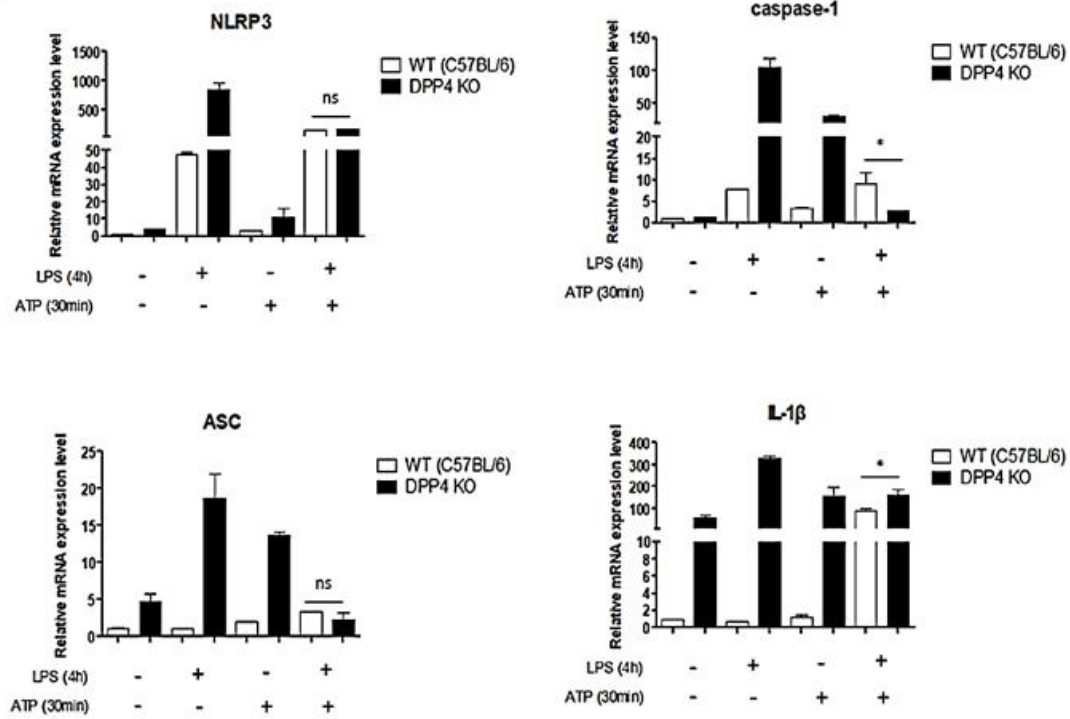 NLRP3
Relative mRNA expression level
1500
1000
500
50
40
30
20
10
0
ns
WT (C57BL/6)
DPP4 KO
LPS (4h) - + - +
ATP (30min) - - + +
caspase-1
Relative mRNA expression level
150
100
50
20
15
10
5
0
*
WT (C57BL/6)
DPP4 KO
LPS (4h) - + - +
ATP (30min) - - + +
ASC
Relative mRNA expression level
25
20
15
10
5
0
ns
WT (C57BL/6)
DPP4 KO
LPS (4h) - + - +
ATP (30min) - - + +
IL-1β
Relative mRNA expression level
400
300
200
100
10
8
6
4
2
0
*
WT (C57BL/6)
DPP4 KO
LPS (4h) - + - +
ATP (30min) - - + +